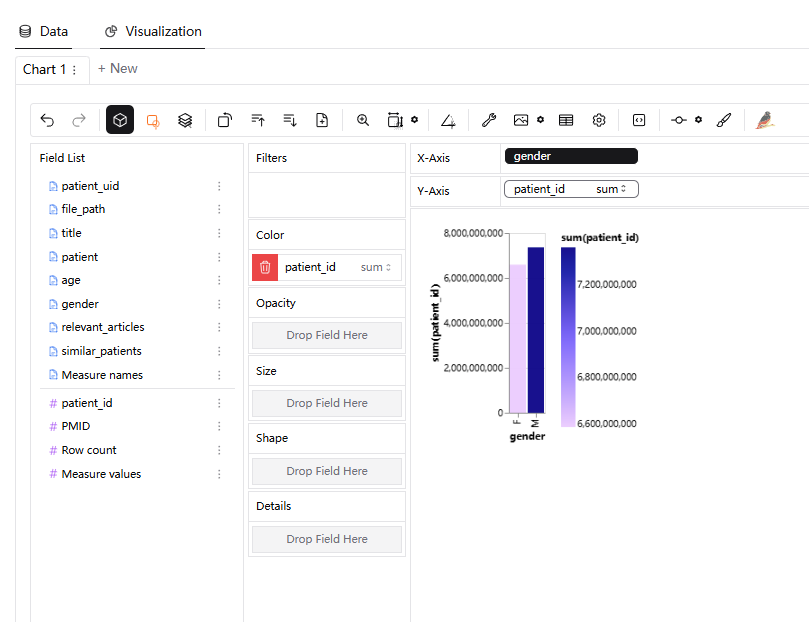 Data
Visualization
Chart 1
+ New
Field List
patient_uid
file_path
title
patient
age
gender
relevant_articles
similar_patients
Measure names
# patient_id
# PMID
# Row count
# Measure values
Filters
Color
patient_id sum
Opacity
Drop Field Here
Size
Drop Field Here
Shape
Drop Field Here
Details
Drop Field Here
X-Axis
gender
Y-Axis
patient_id sum
8,000,000,000
6,000,000,000
4,000,000,000
2,000,000,000
0
sum(patient_id)
F
M
gender
sum(patient_id)
7,200,000,000
7,000,000,000
6,800,000,000
6,600,000,000